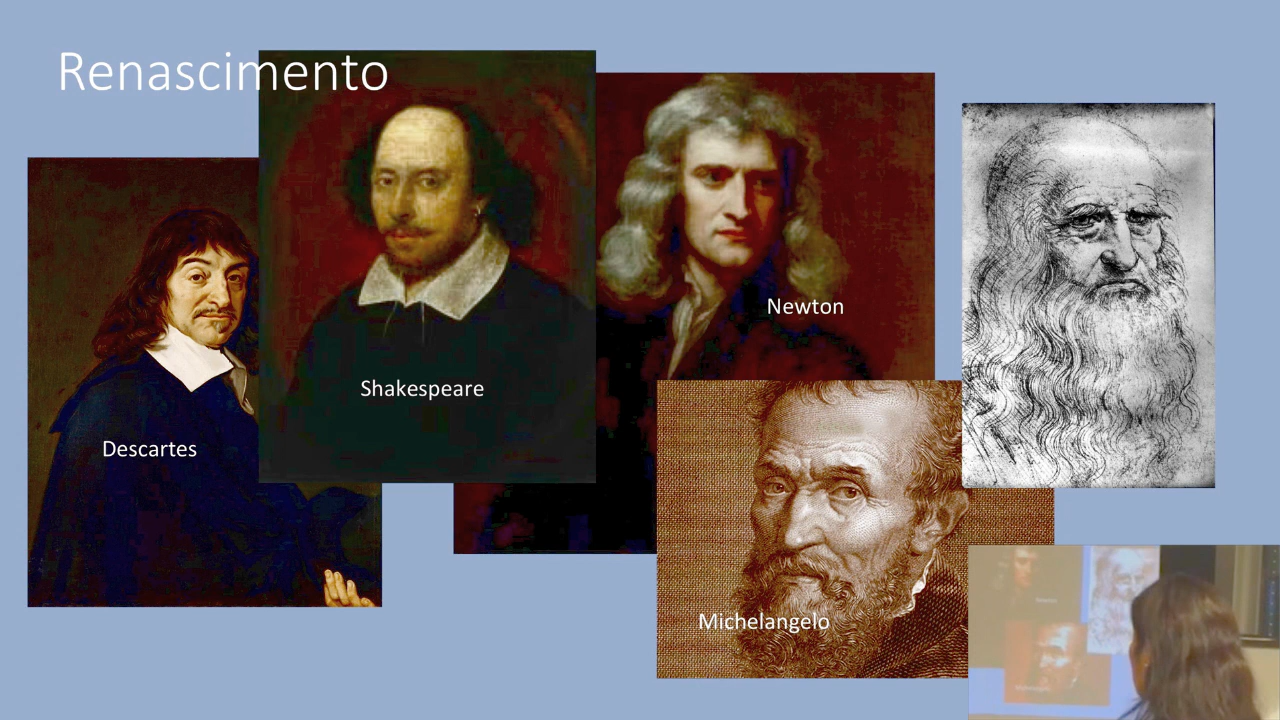 Renascimento
Newton
Shakespeare
Descartes
Michelangelo